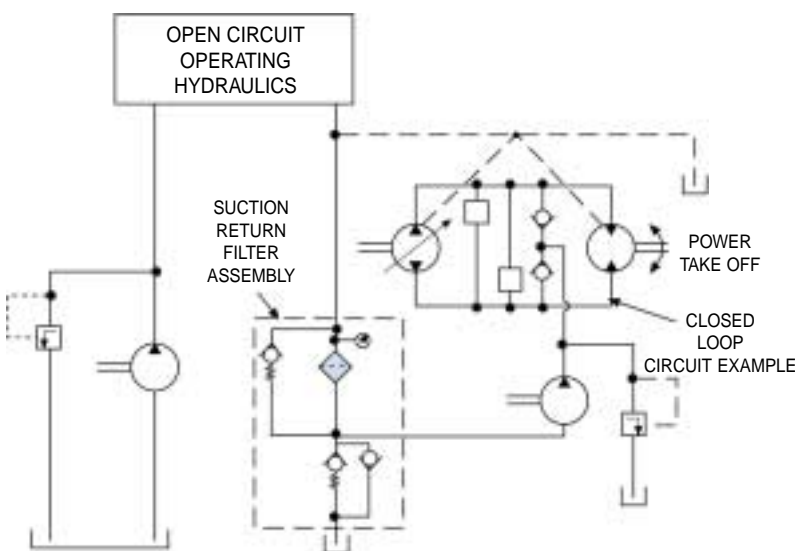 OPEN CIRCUIT
OPERATING
HYDRAULICS
SUCTION
RETURN
FILTER
ASSEMBLY
POWER
TAKE OFF
CLOSED
LOOP
CIRCUIT EXAMPLE